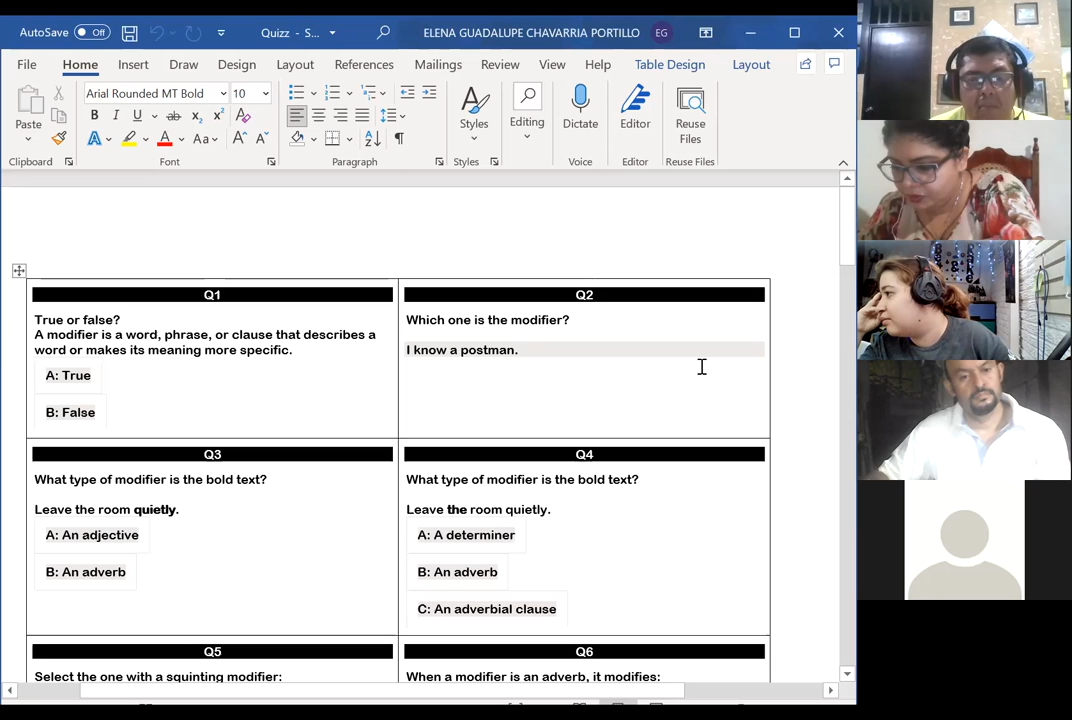 AutoSave Off Quizz - S... ELENA GUADALUPE CHAVARRIA PORTILLO EG
File Home Insert Draw Design Layout References Mailings Review View Help Table Design Layout
Arial Rounded MT Bold 10
B I U ab x₂ x² A
A A Aa A A
Paste
Styles
Editing
Dictate
Editor
Reuse
Files
Clipboard Font Paragraph Styles Voice Editor Reuse Files
Q1
True or false?
A modifier is a word, phrase, or clause that describes a
word or makes its meaning more specific.
A: True
B: False
Q2
Which one is the modifier?
I know a postman.
Q3
What type of modifier is the bold text?
Leave the room quietly.
A: An adjective
B: An adverb
Q4
What type of modifier is the bold text?
Leave the room quietly.
A: A determiner
B: An adverb
C: An adverbial clause
Q5
Select the one with a squinting modifier:
Q6
When a modifier is an adverb, it modifies: